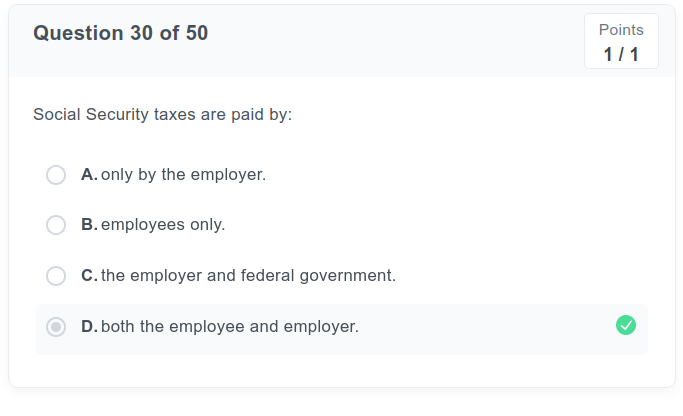 Question 30 of 50
Points
1 / 1
Social Security taxes are paid by:
A. only by the employer.
B. employees only.
C. the employer and federal government.
D. both the employee and employer.